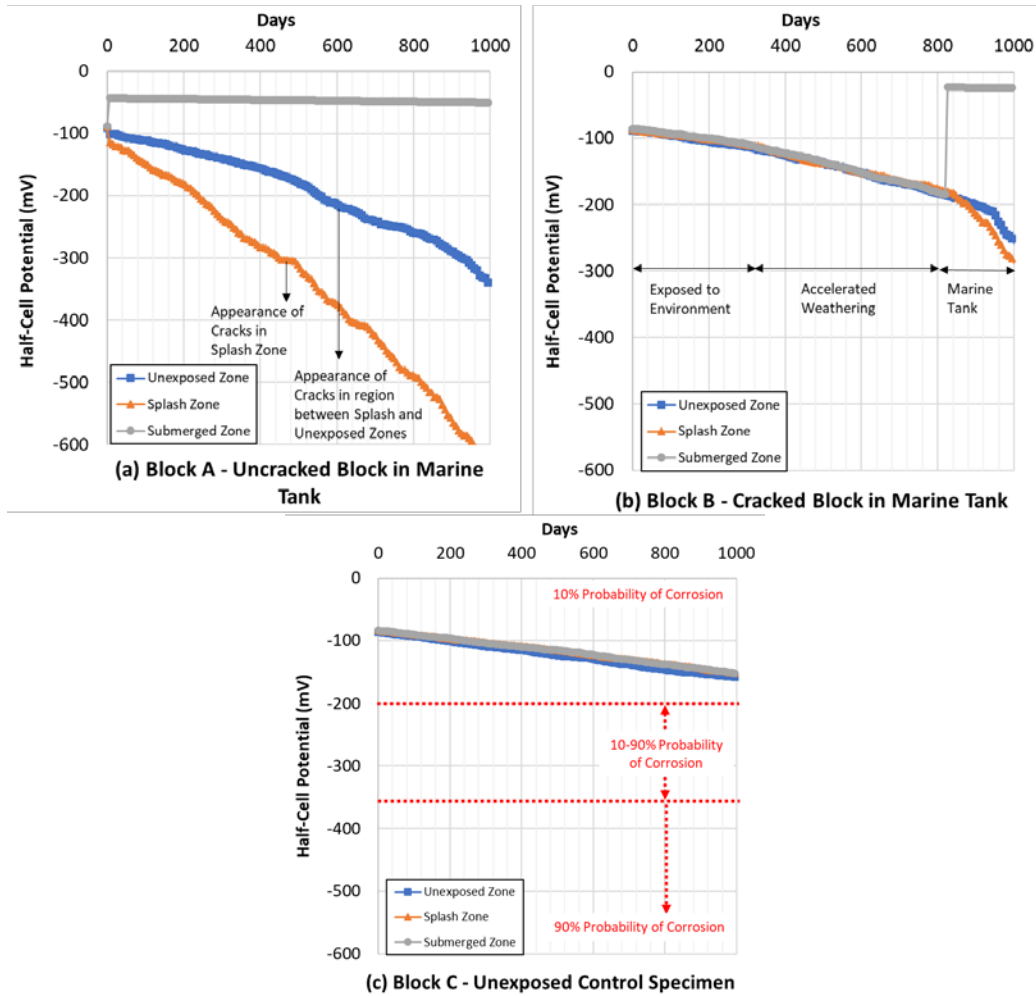 Days
0 200 400 600 800 1000
0
-100
-200
-300
-400
-500
-600
Half-Cell Potential (mV)
Appearance of
Cracks in
Splash Zone
Appearance of
Cracks in region
between Splash and
Unexposed Zones
Unexposed Zone
Splash Zone
Submerged Zone
(a) Block A - Uncracked Block in Marine
Tank
Days
0 200 400 600 800 1000
0
-100
-200
-300
-400
-500
-600
Half-Cell Potential (mV)
Exposed to
Environment
Accelerated
Weathering
Marine
Tank
Unexposed Zone
Splash Zone
Submerged Zone
(b) Block B - Cracked Block in Marine Tank
Days
0 200 400 600 800 1000
0
-100
-200
-300
-400
-500
-600
Half-Cell Potential (mV)
10% Probability of Corrosion
10-90% Probability
of Corrosion
90% Probability of Corrosion
Unexposed Zone
Splash Zone
Submerged Zone
(c) Block C - Unexposed Control Specimen